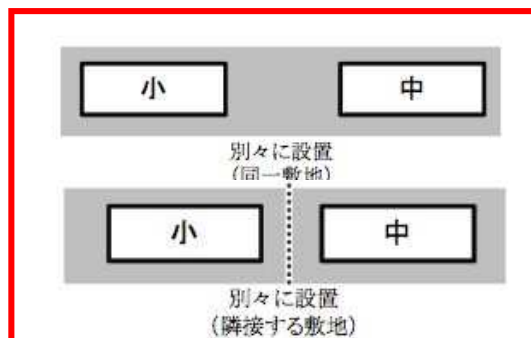 小 中
別々に設置
(同一敷地)
小 中
別々に設置
(隣接する敷地)